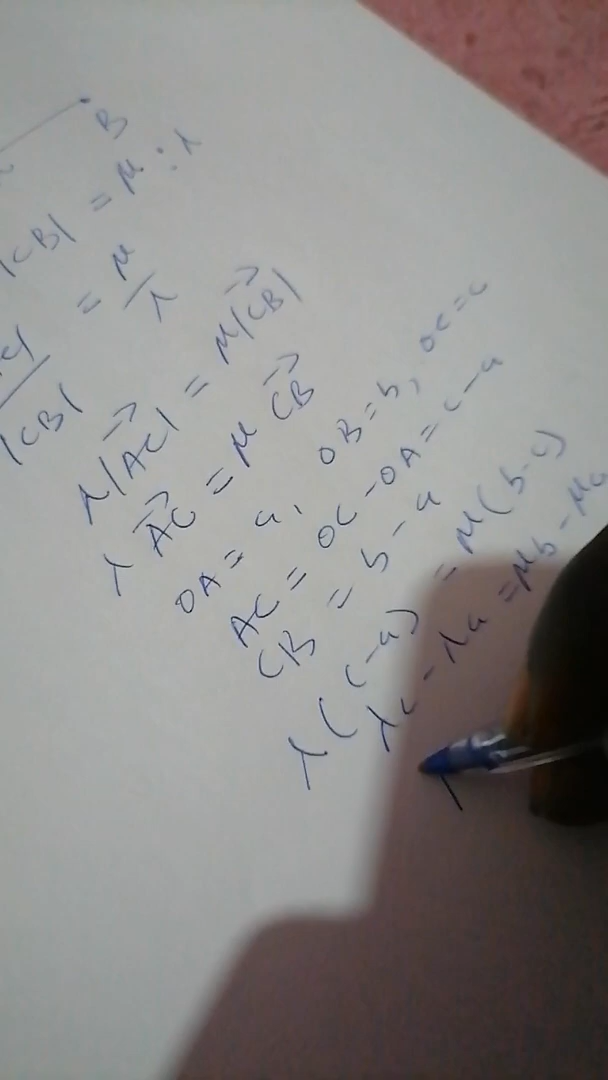 B
|CB| = μ : λ
|CB| = μ/λ
λ|AC| = μ|CB|
λ AC = μ CB
OA = a, OB = b, OC = c
AC = OC - OA = c - a
CB = b - a
λ(c-a) = μ(b-c)
λc - λa = μb - μc